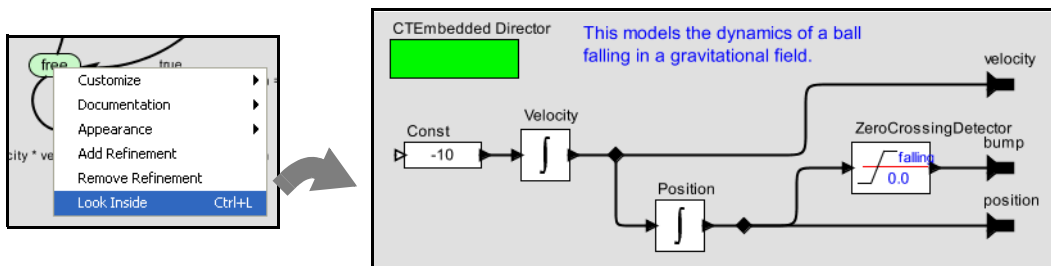 free
true
Customize
Documentation
Appearance
Add Refinement
Remove Refinement
Look Inside Ctrl+L
city * ve
CTEmbedded Director
This models the dynamics of a ball
falling in a gravitational field.
velocity
Const
-10
Velocity
∫
ZeroCrossingDetector
bump
falling
0.0
Position
∫
position